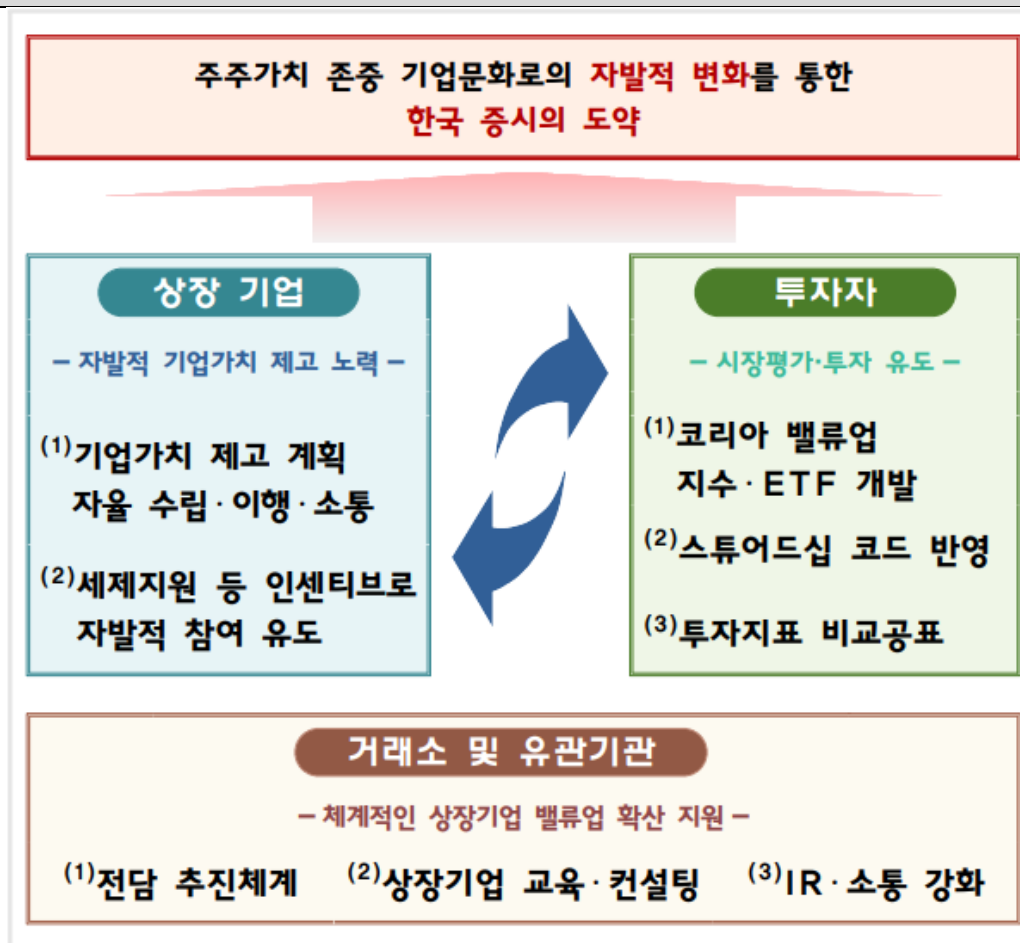 주주가치 존중 기업문화로의 자발적 변화를 통한
한국 증시의 도약
상장 기업
– 자발적 기업가치 제고 노력 –
(1)기업가치 제고 계획
자율 수립·이행·소통
(2)세제지원 등 인센티브로
자발적 참여 유도
투자자
– 시장평가·투자 유도 –
(1)코리아 밸류업
지수·ETF 개발
(2)스튜어드십 코드 반영
(3)투자지표 비교공표
거래소 및 유관기관
– 체계적인 상장기업 밸류업 확산 지원 –
(1)전담 추진체계 (2)상장기업 교육·컨설팅 (3)IR·소통 강화